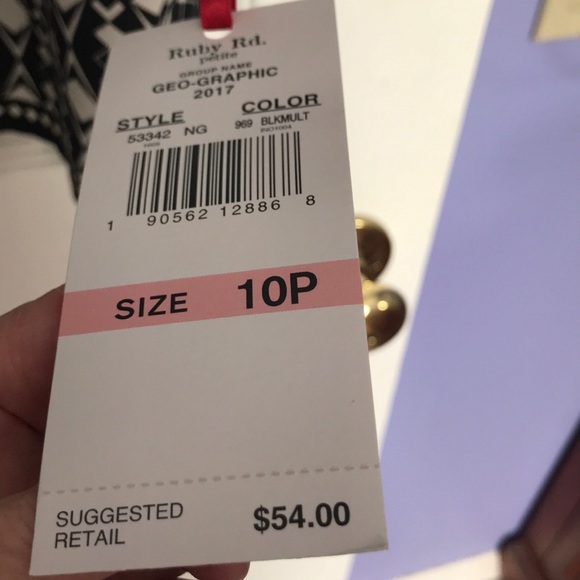 Ruby Rd.
petite
GROUP NAME
GEO-GRAPHIC
2017
STYLE COLOR
53342 NG 969 BLKMULT
1 90562 12886 8
SIZE 10P
SUGGESTED
RETAIL $54.00